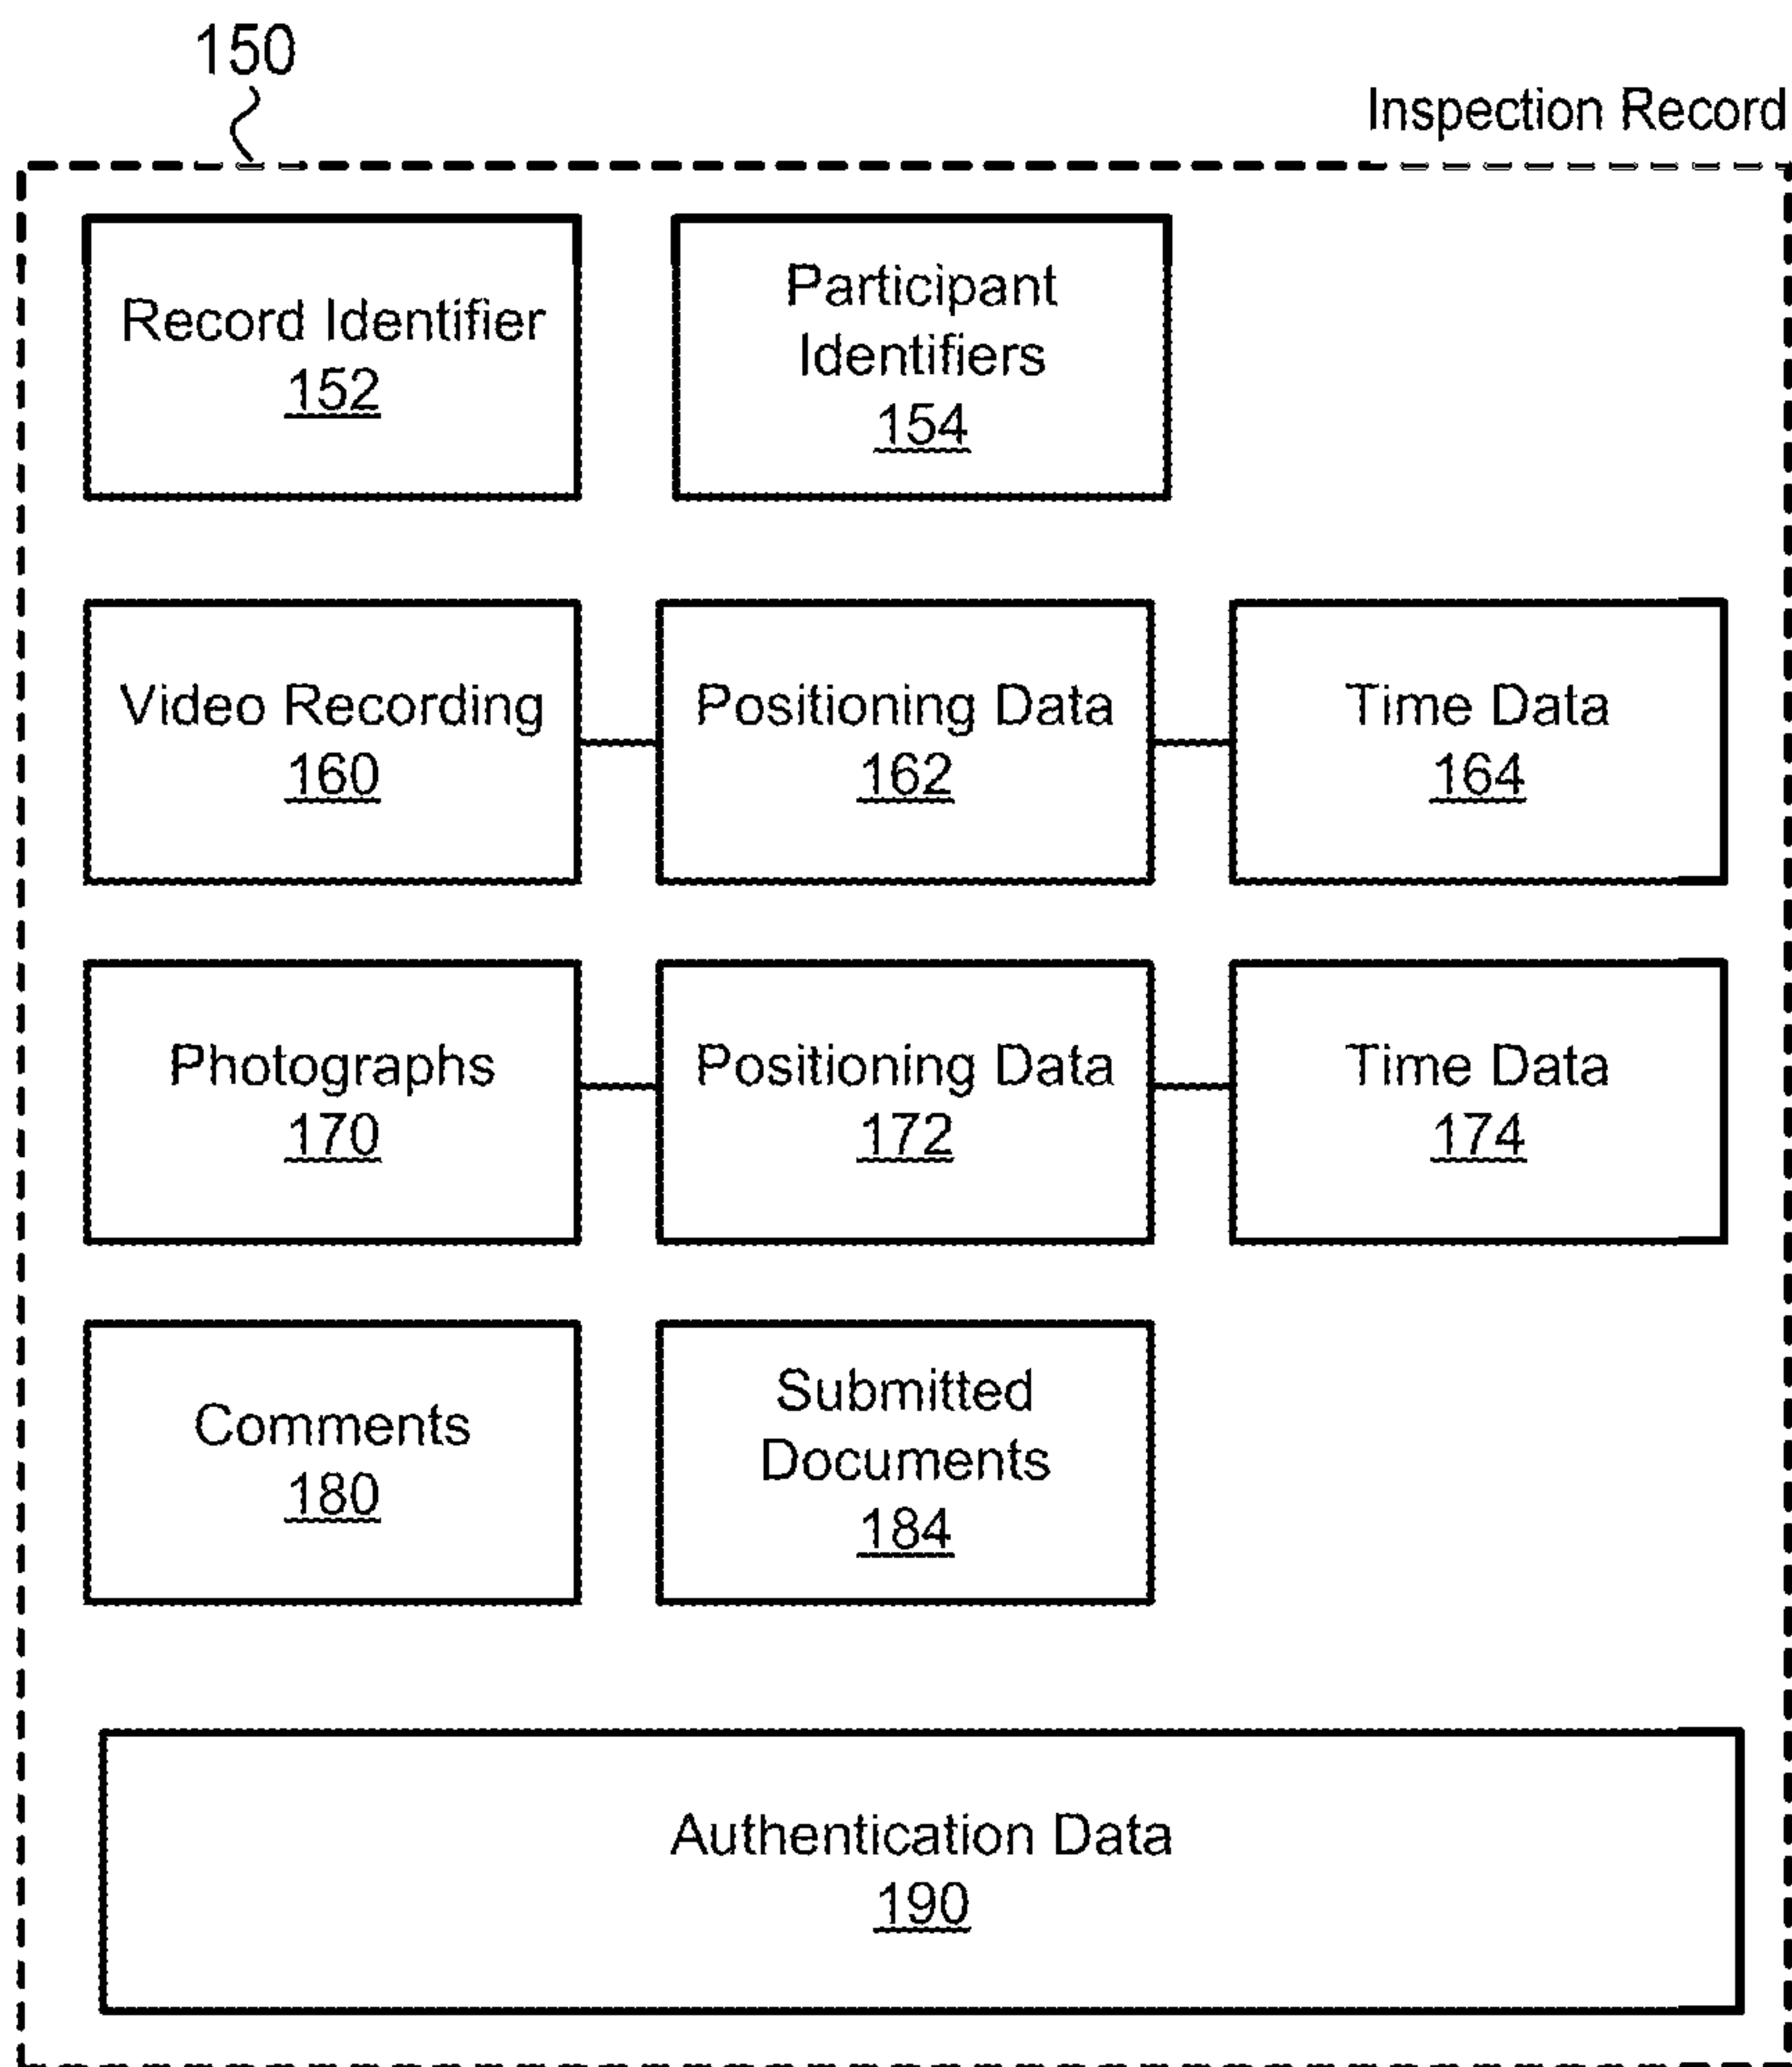 150
Inspection Record
Record Identifier
152
Participant
Identifiers
154
Video Recording
160
Positioning Data
162
Time Data
164
Photographs
170
Positioning Data
172
Time Data
174
Comments
180
Submitted
Documents
184
Authentication Data
190